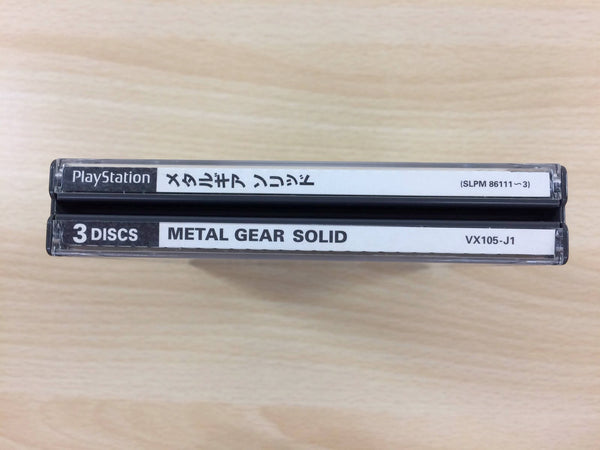 PlayStation メタルギア ソリッド (SLPM 86111~3)
3 DISCS METAL GEAR SOLID VX105-J1